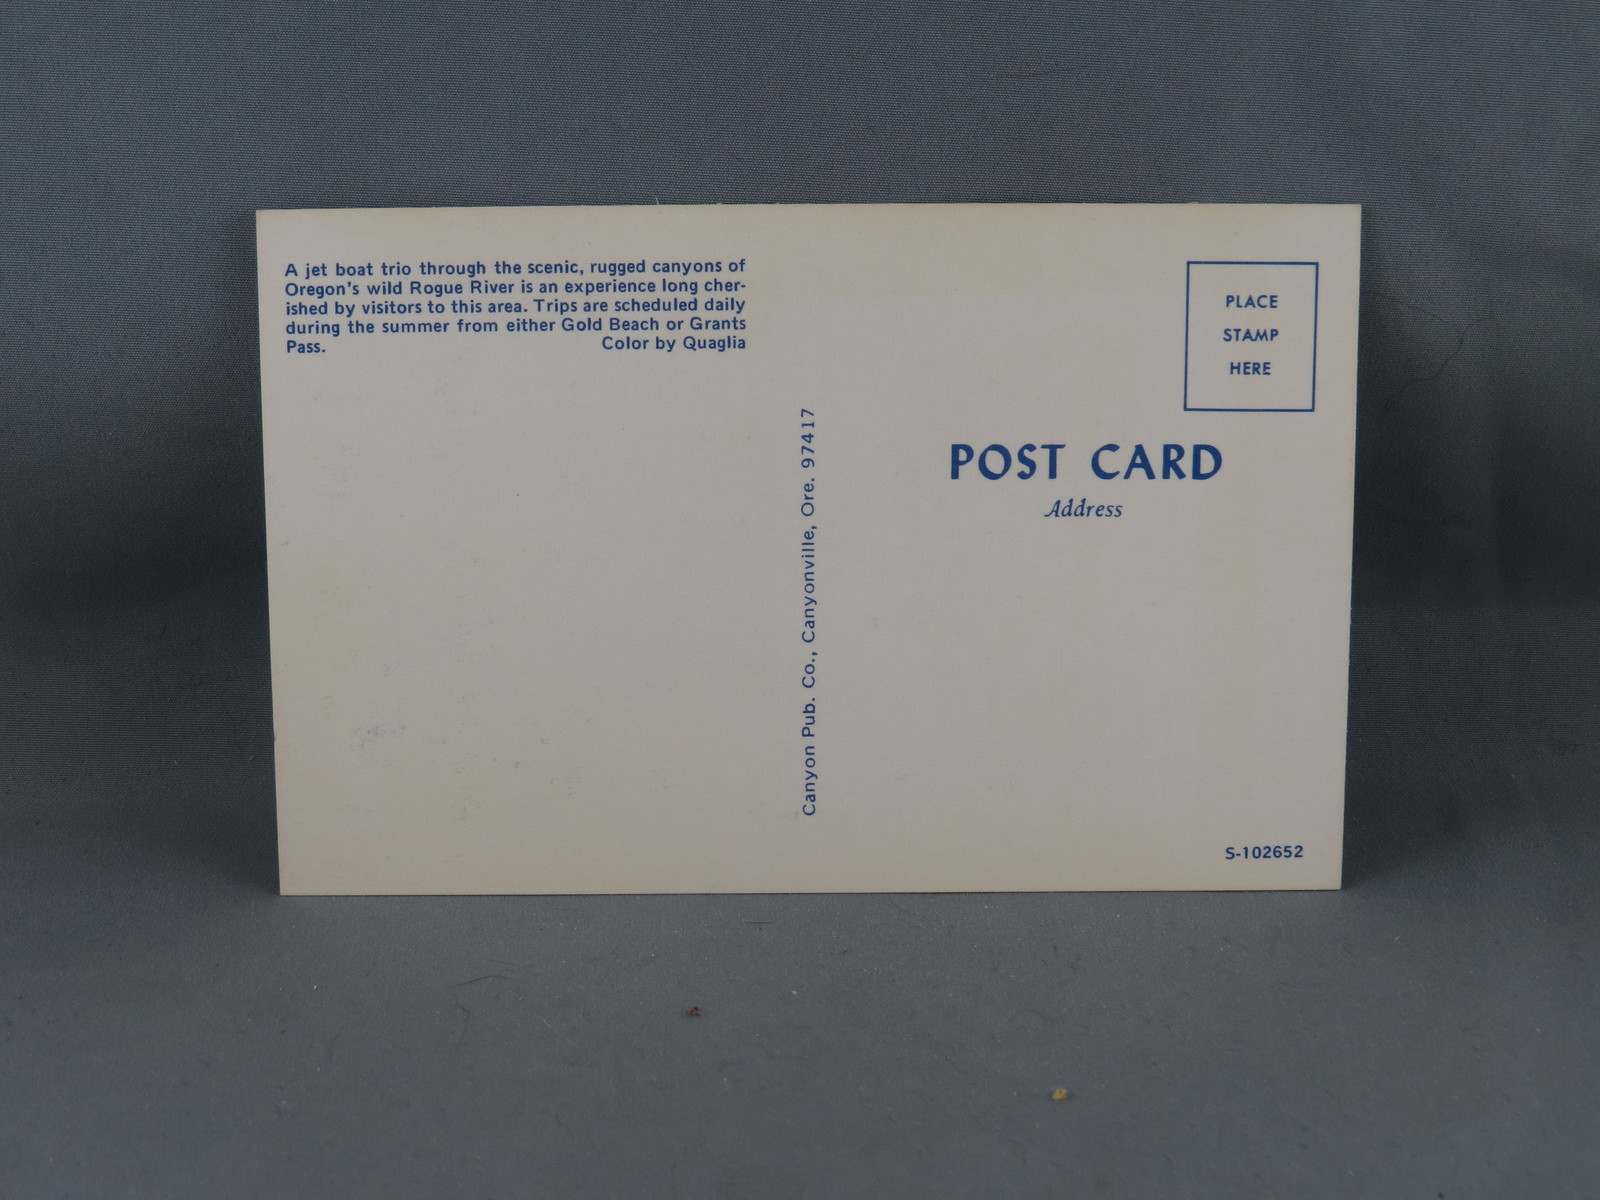 A jet boat trio through the scenic, rugged canyons of
Oregon's wild Rogue River is an experience long cher-
ished by visitors to this area. Trips are scheduled daily
during the summer from either Gold Beach or Grants
Pass. Color by Quaglia
Canyon Pub. Co., Canyonville, Ore. 97417
PLACE
STAMP
HERE
POST CARD
Address
S-102652